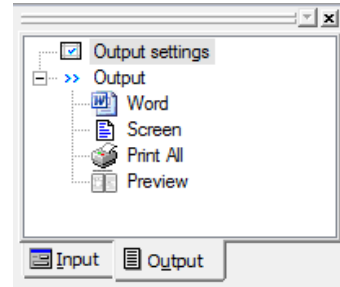 Output settings
Output
Word
Screen
Print All
Preview
Input Output